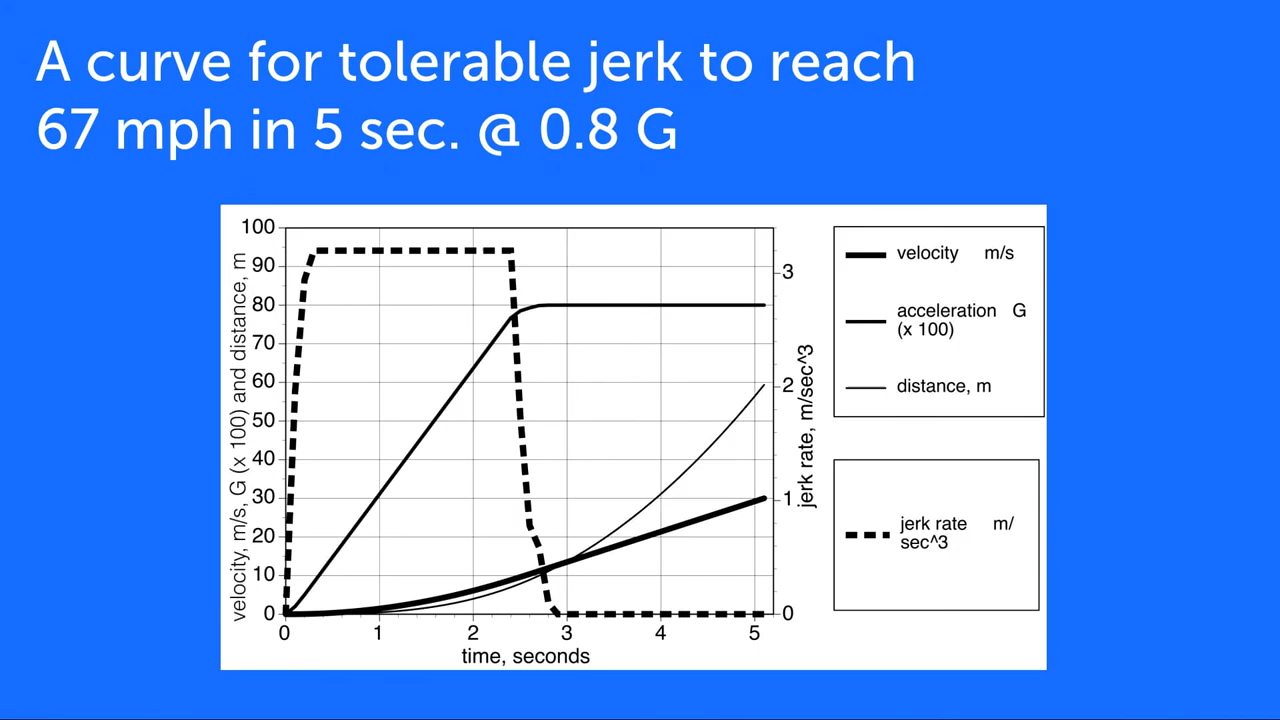 A curve for tolerable jerk to reach
67 mph in 5 sec. @ 0.8 G
velocity, m/s, G (x 100) and distance, m
100
90
80
70
60
50
40
30
20
10
0
0 1 2 3 4 5
time, seconds
3
2
1
0
jerk rate, m/sec^3
velocity m/s
acceleration G
(x 100)
distance, m
jerk rate m/
sec^3